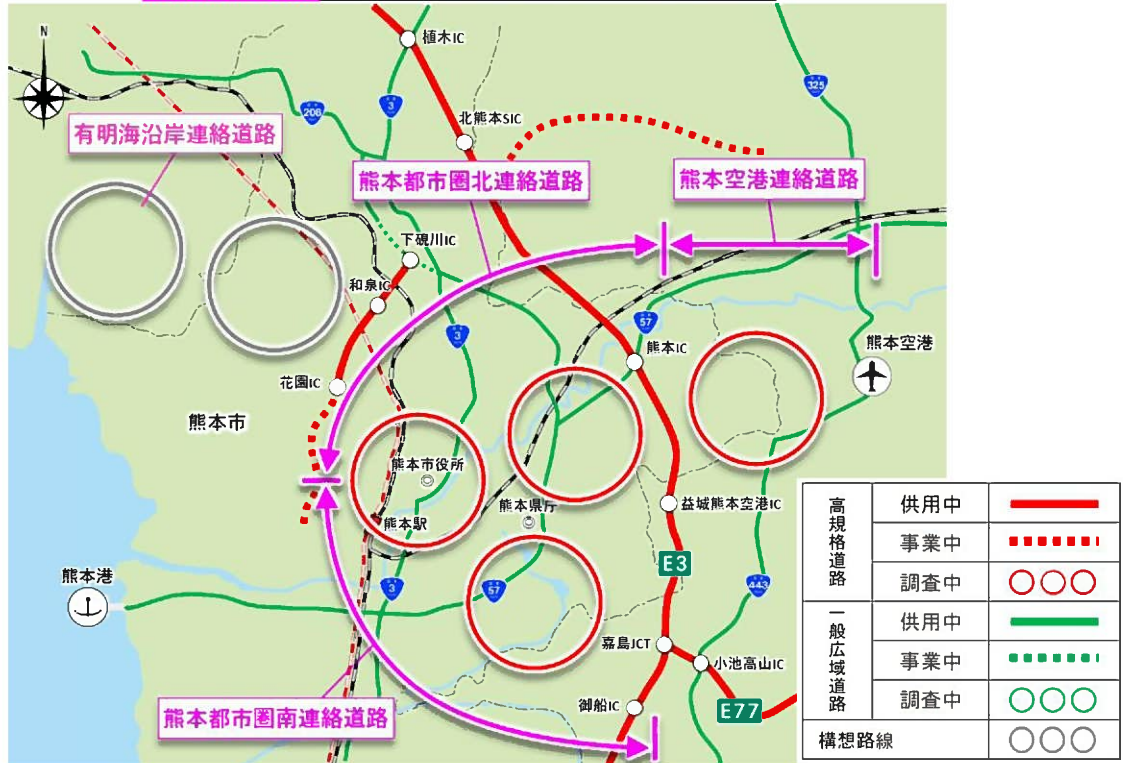 N
植木IC
3
325
208
北熊本SIC
有明海沿岸連絡道路
熊本都市圏北連絡道路
熊本空港連絡道路
下硯川IC
和泉IC
3
57
熊本IC
熊本空港
花園IC
熊本市
熊本市役所
熊本県庁
益城熊本空港IC
熊本駅
E3
熊本港
3
57
443
嘉島JCT
小池高山IC
御船IC
E77
熊本都市圏南連絡道路
高規格道路
供用中
事業中
調査中
一般広域道路
供用中
事業中
調査中
構想路線